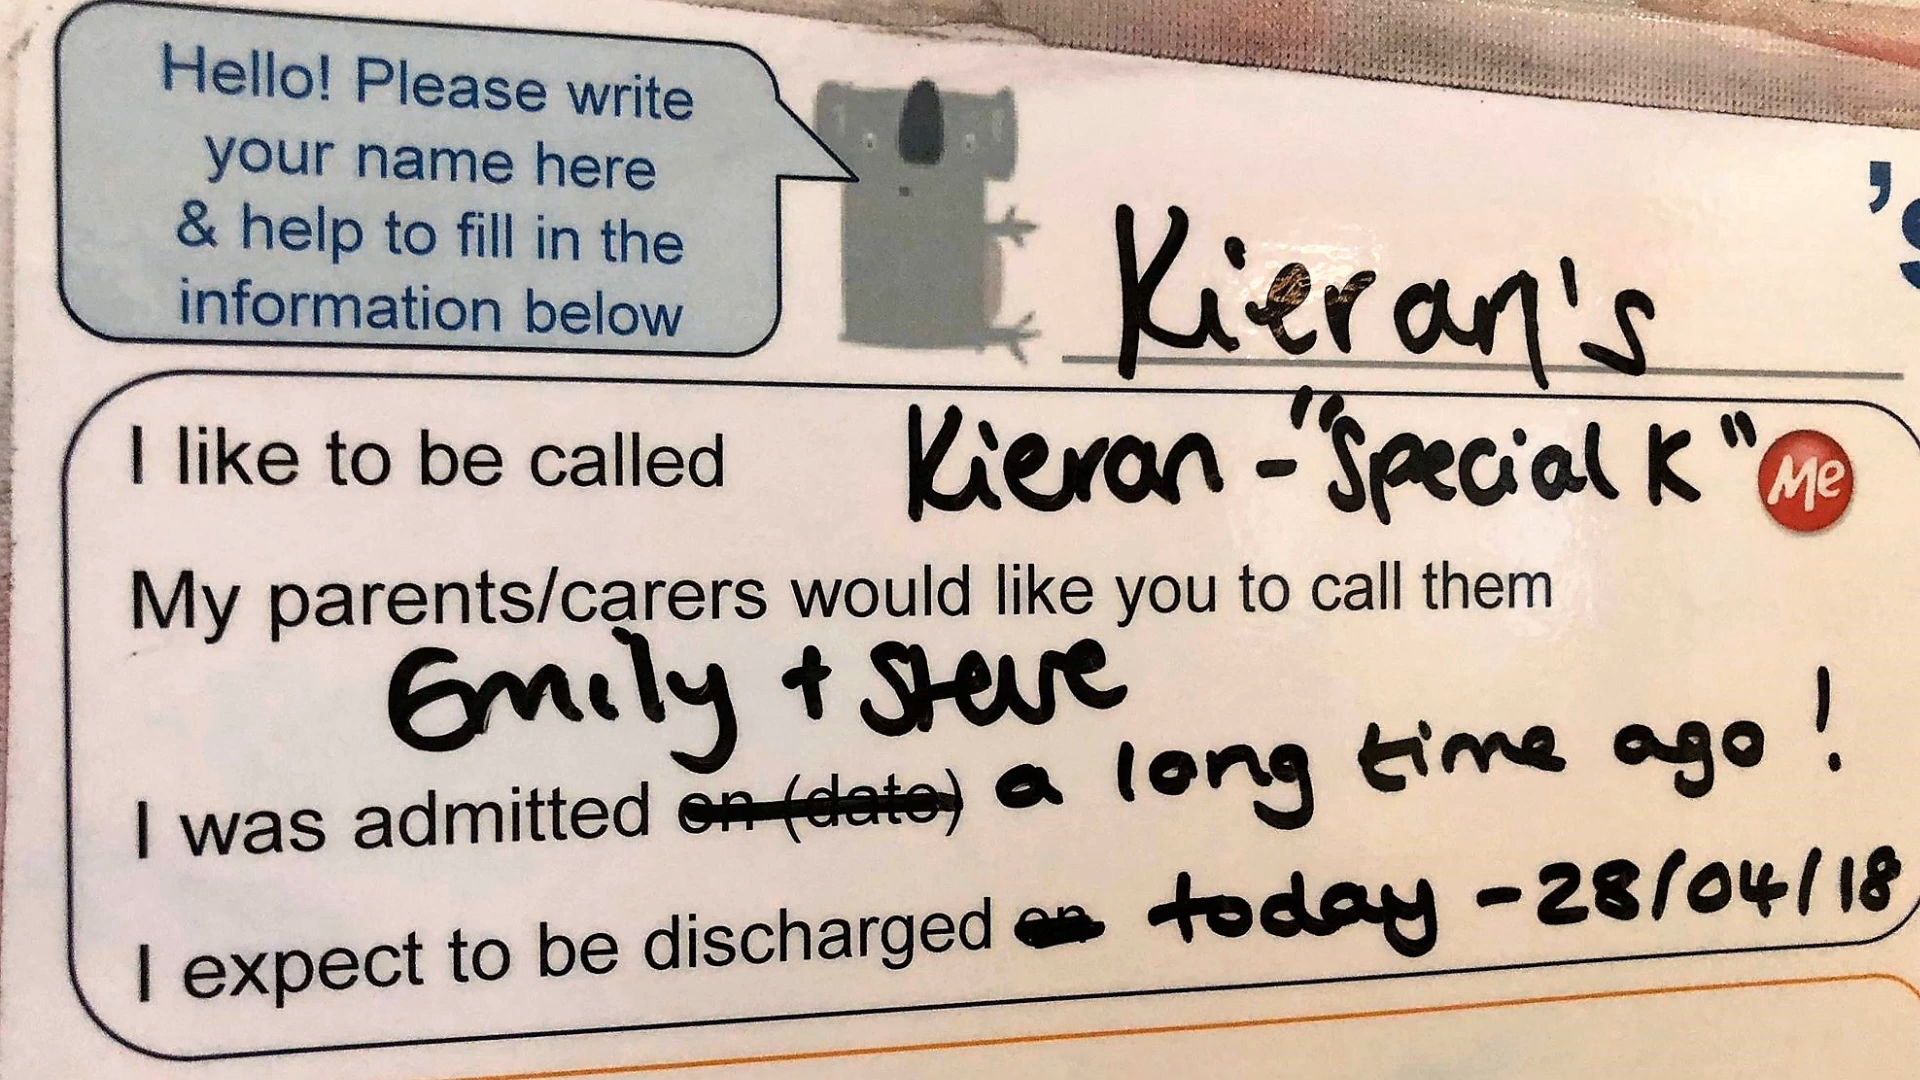 Hello! Please write
your name here
& help to fill in the
information below
Kieran's
's
I like to be called Kieran - "Special K" Me
My parents/carers would like you to call them
Emily + Steve
I was admitted on (date) a long time ago!
I expect to be discharged on today - 28/04/18